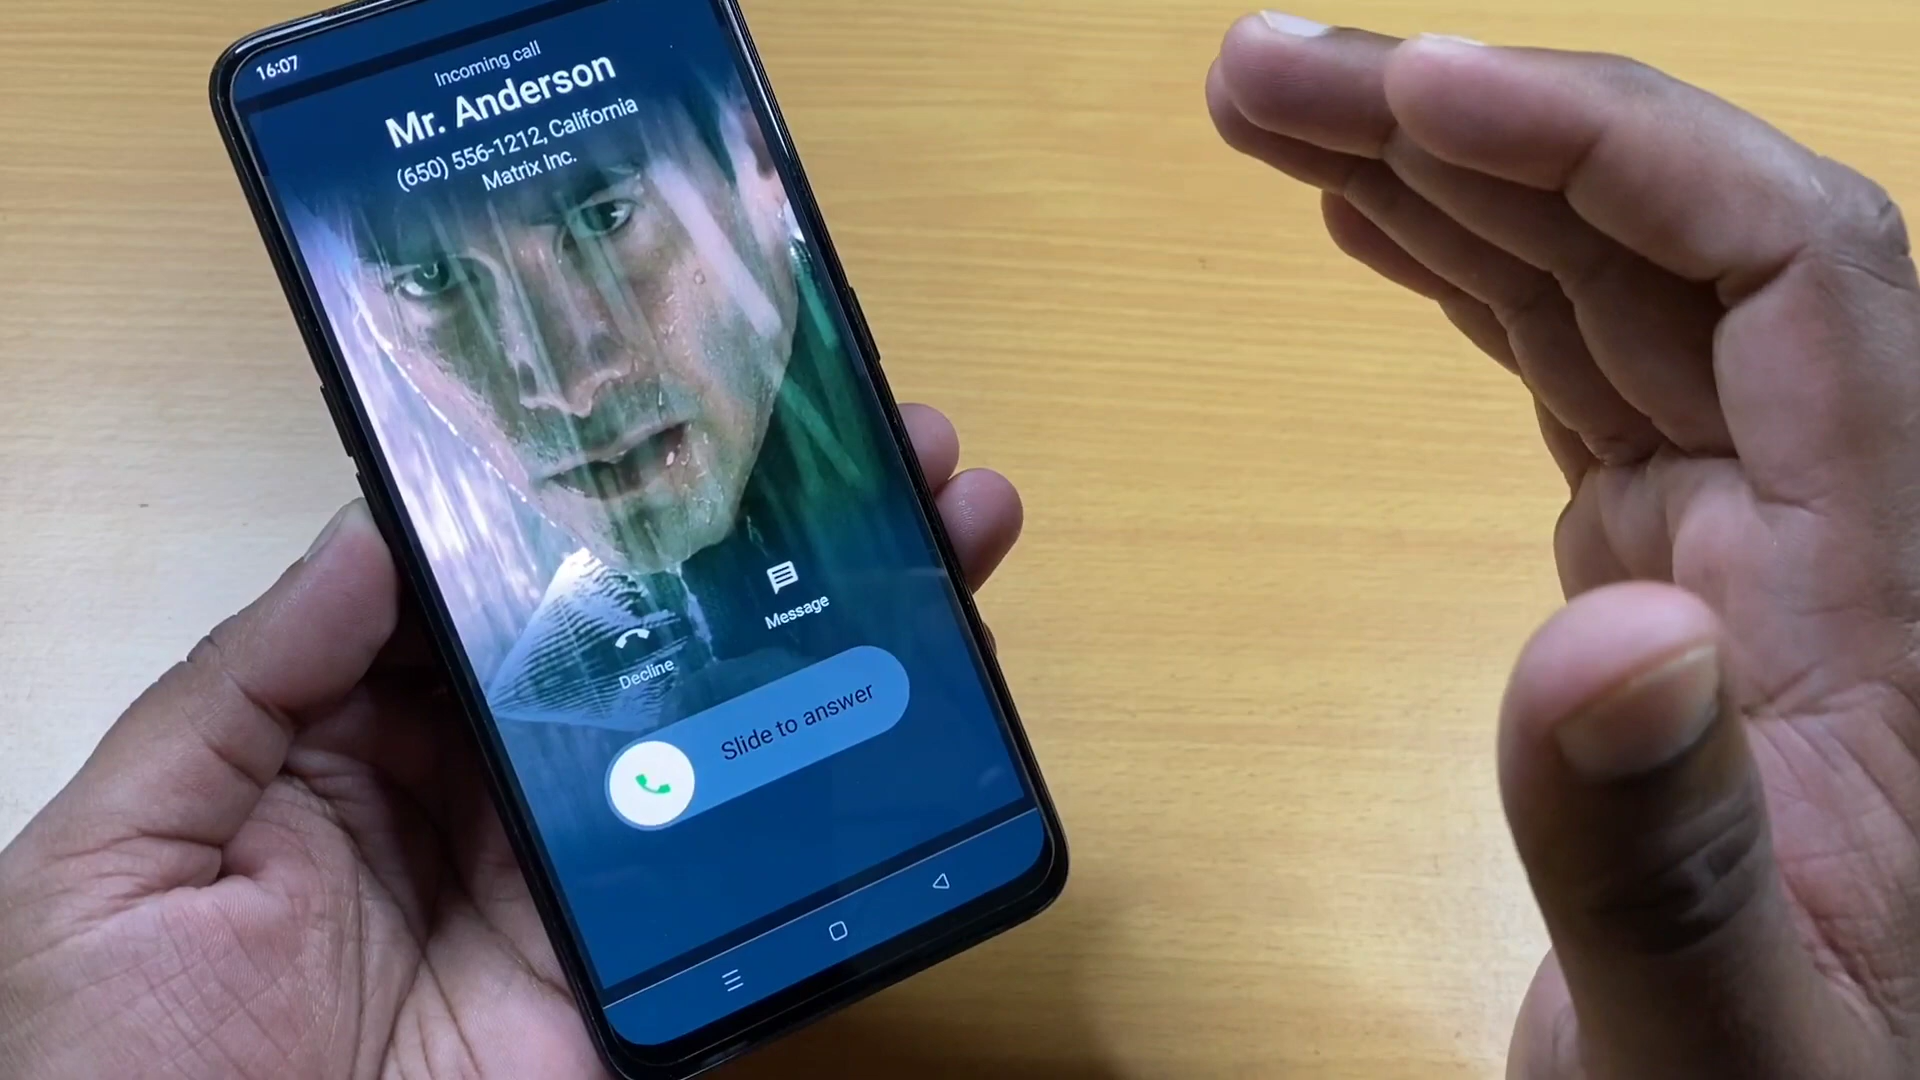 16:07
Incoming call
Mr. Anderson
(650) 556-1212, California
Matrix Inc.
Message
Decline
Slide to answer